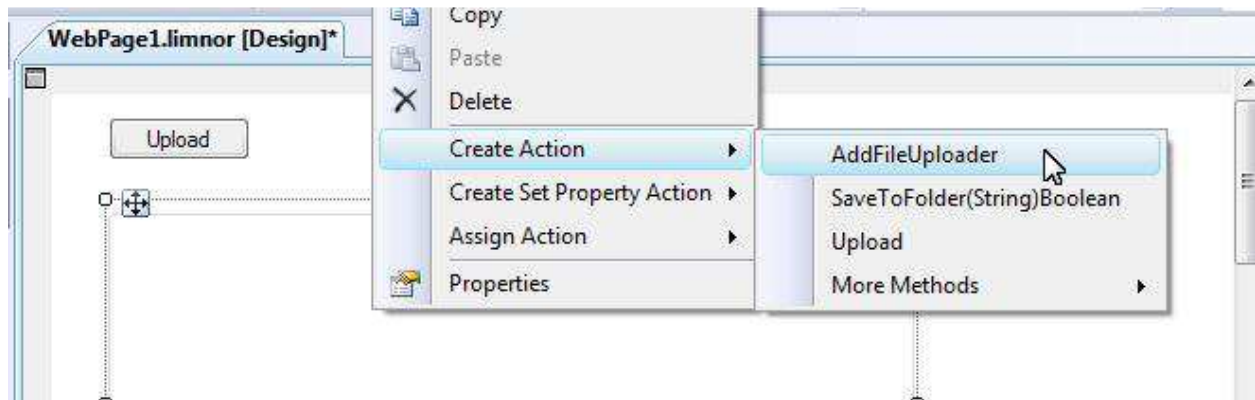 WebPage1.limnor [Design]*
Upload
Copy
Paste
Delete
Create Action
Create Set Property Action
Assign Action
Properties
AddFileUploader
SaveToFolder(String)Boolean
Upload
More Methods